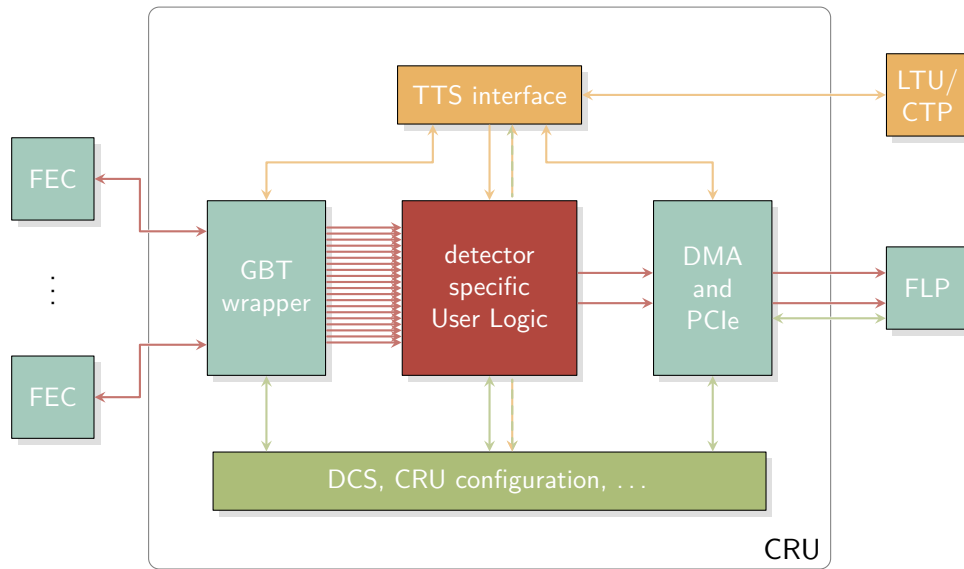 TTS interface
LTU/
CTP
FEC
GBT
wrapper
detector
specific
User Logic
DMA
and
PCIe
FLP
FEC
DCS, CRU configuration, . . .
CRU